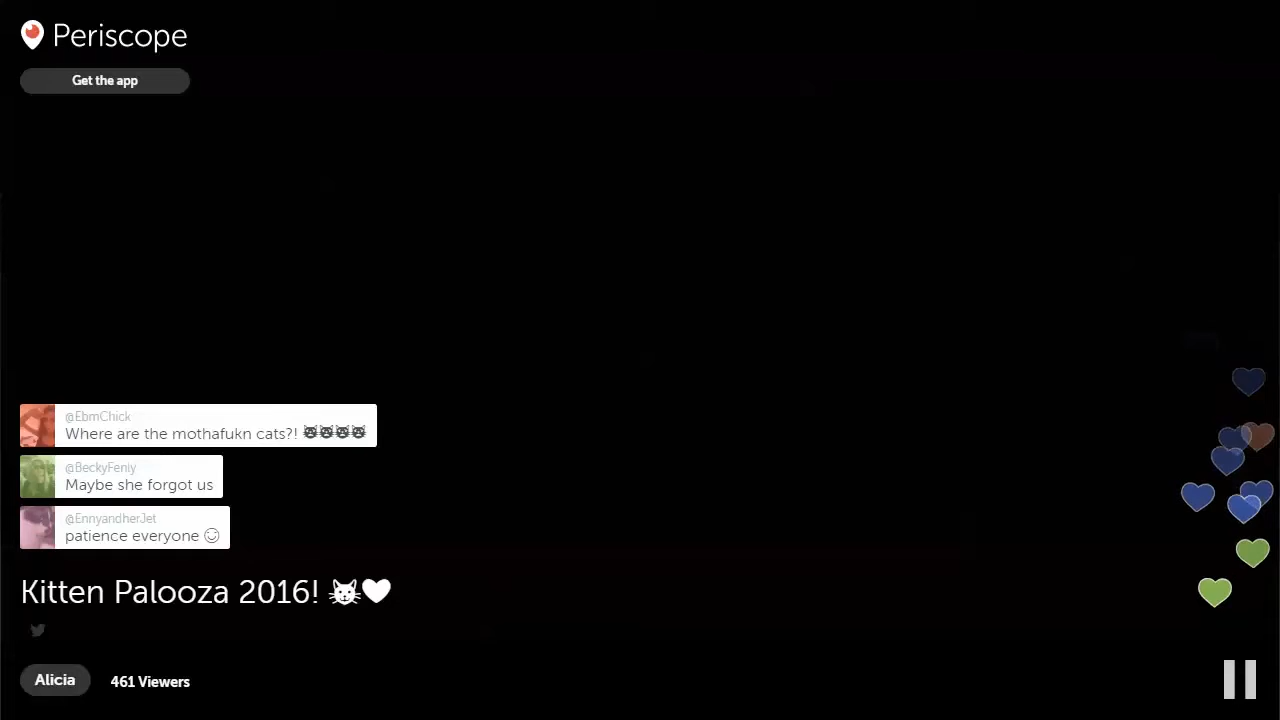 Periscope
Get the app
@EbmChick
Where are the mothafukn cats?! 😿😿😿😿
@BeckyFenly
Maybe she forgot us
@EnnyandherJet
patience everyone ☺
Kitten Palooza 2016! 🐱❤
Alicia
461 Viewers